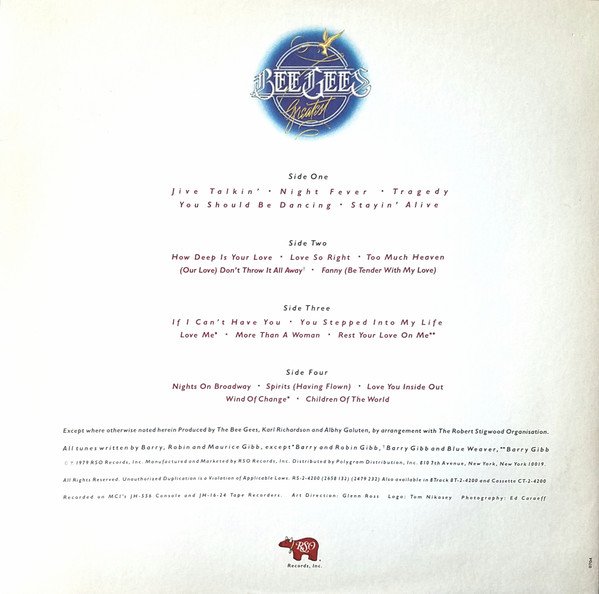 BEE GEES
greatest
Side One
Jive Talkin' • Night Fever • Tragedy
You Should Be Dancing • Stayin' Alive
Side Two
How Deep Is Your Love • Love So Right • Too Much Heaven
(Our Love) Don't Throw It All Away† • Fanny (Be Tender With My Love)
Side Three
If I Can't Have You • You Stepped Into My Life
Love Me* • More Than A Woman • Rest Your Love On Me**
Side Four
Nights On Broadway • Spirits (Having Flown) • Love You Inside Out
Wind Of Change* • Children Of The World
Except where otherwise noted herein Produced by The Bee Gees, Karl Richardson and Albhy Galuten, by arrangement with The Robert Stigwood Organisation.
All tunes written by Barry, Robin and Maurice Gibb, except *Barry and Robin Gibb, †Barry Gibb and Blue Weaver, **Barry Gibb
© ℗ 1979 RSO Records, Inc. Manufactured and Marketed by RSO Records, Inc. Distributed by Polygram Distribution, Inc. 810 7th Avenue, New York, New York 10019.
All Rights Reserved. Unauthorized Duplication is a Violation of Applicable Laws. RS-2-4200 (2658 132) (2479 232) Also available in 8Track 8T-2-4200 and Cassette CT-2-4200
Recorded on MCI's JH-556 Console and JH-16-24 Tape Recorders. Art Direction: Glenn Ross Logo: Tom Nikosey Photography: Ed Caraeff
RSO
Records, Inc.